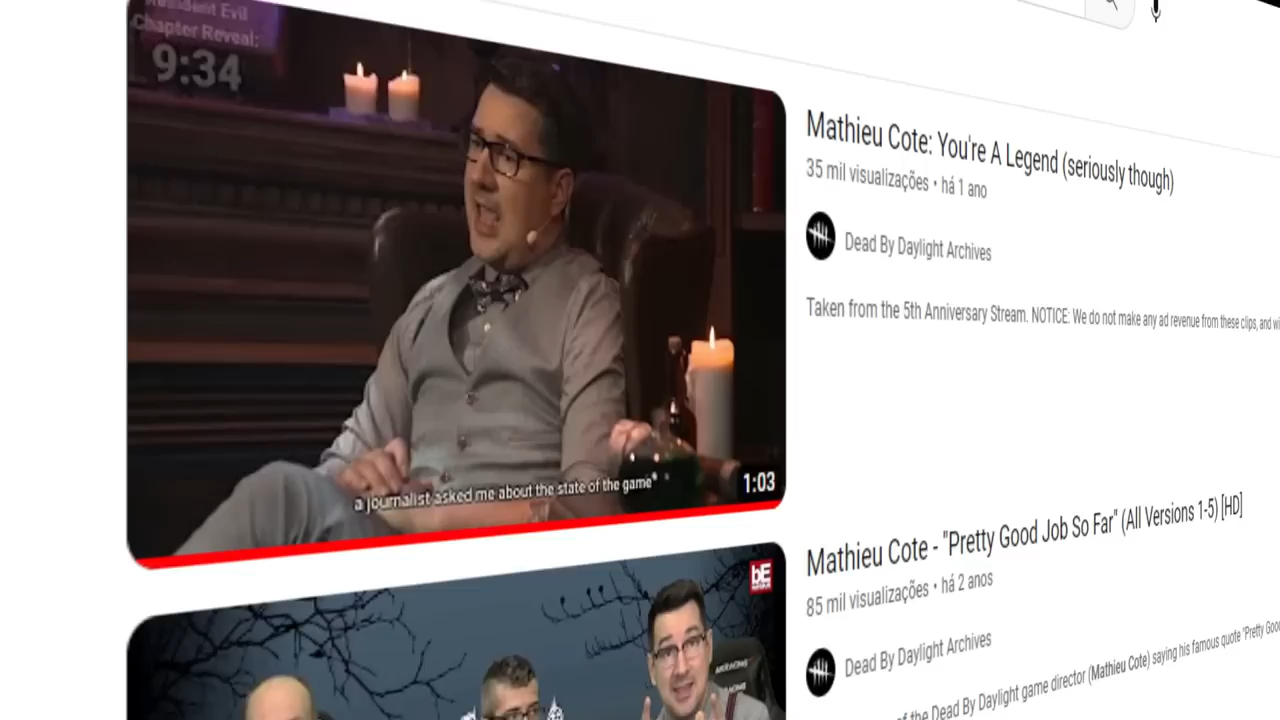 Resident Evil
Chapter Reveal:
9:34
a journalist asked me about the state of the game*
1:03
Mathieu Cote: You're A Legend (seriously though)
35 mil visualizações • há 1 ano
Dead By Daylight Archives
Taken from the 5th Anniversary Stream. NOTICE: We do not make any ad revenue from these clips, and
bE
Mathieu Cote - "Pretty Good Job So Far" (All Versions 1-5) [HD]
85 mil visualizações • há 2 anos
Dead By Daylight Archives
of the Dead By Daylight game director (Mathieu Cote) saying his famous quote "Pretty